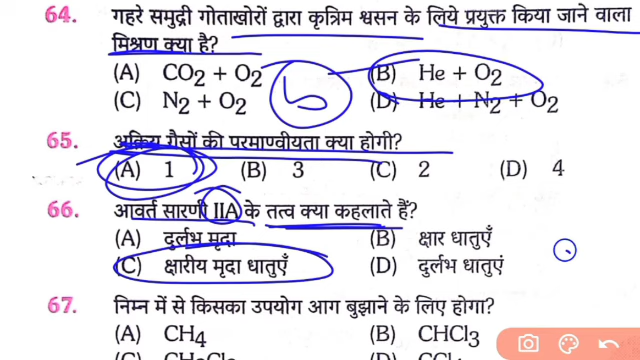 64. गहरे समुद्री गोताखोरों द्वारा कृत्रिम श्वसन के लिये प्रयुक्त किया जाने वाला
मिश्रण क्या है?
(A) CO2 + O2 (B) He + O2
(C) N2 + O2 (D) He + N2 + O2
65. अक्रिय गैसों की परमाण्वीयता क्या होगी?
(A) 1 (B) 3 (C) 2 (D) 4
66. आवर्त सारणी IIA के तत्व क्या कहलाते हैं?
(A) दुर्लभ मृदा (B) क्षार धातुएँ
(C) क्षारीय मृदा धातुएँ (D) दुर्लभ धातुएं
67. निम्न में से किसका उपयोग आग बुझाने के लिए होगा?
(A) CH4 (B) CHCl3